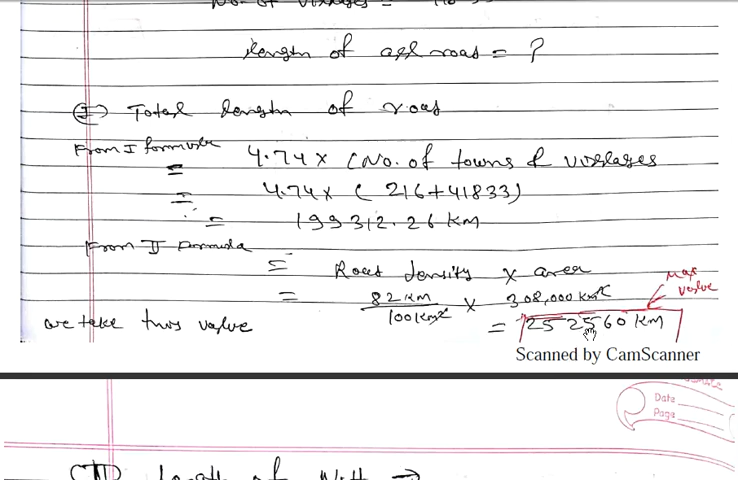 length of all road = ?
(I) Total length of road
From I formula
= 4.74 × (No. of towns & villages
= 4.74 × ( 216+41833)
∴ = 199312.26 KM
From II Formula
= Road density × area
Max value
= 82 KM / 100 KM² × 308,000 KM²
we take this value = 252560 KM
Scanned by CamScanner
Date
Page
(II) Length of N.H →